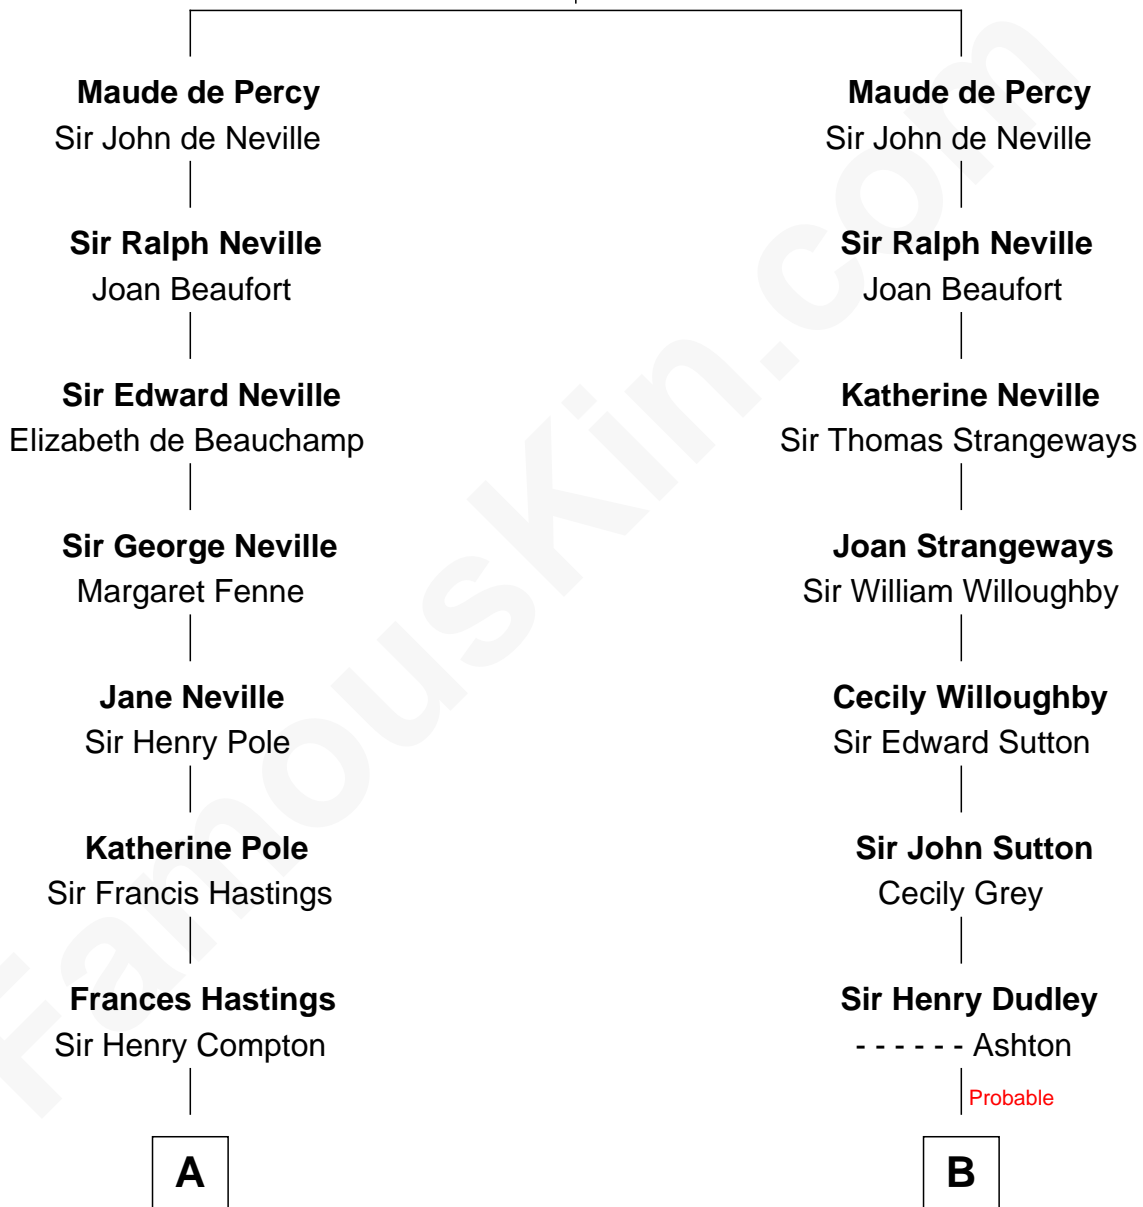 Maude de Percy
Sir John de Neville
Sir Ralph Neville
Joan Beaufort
Sir Edward Neville
Elizabeth de Beauchamp
Sir George Neville
Margaret Fenne
Jane Neville
Sir Henry Pole
Katherine Pole
Sir Francis Hastings
Frances Hastings
Sir Henry Compton
A
Maude de Percy
Sir John de Neville
Sir Ralph Neville
Joan Beaufort
Katherine Neville
Sir Thomas Strangeways
Joan Strangeways
Sir William Willoughby
Cecily Willoughby
Sir Edward Sutton
Sir John Sutton
Cecily Grey
Sir Henry Dudley
- - - - - - Ashton
Probable
B
FamousKin.com